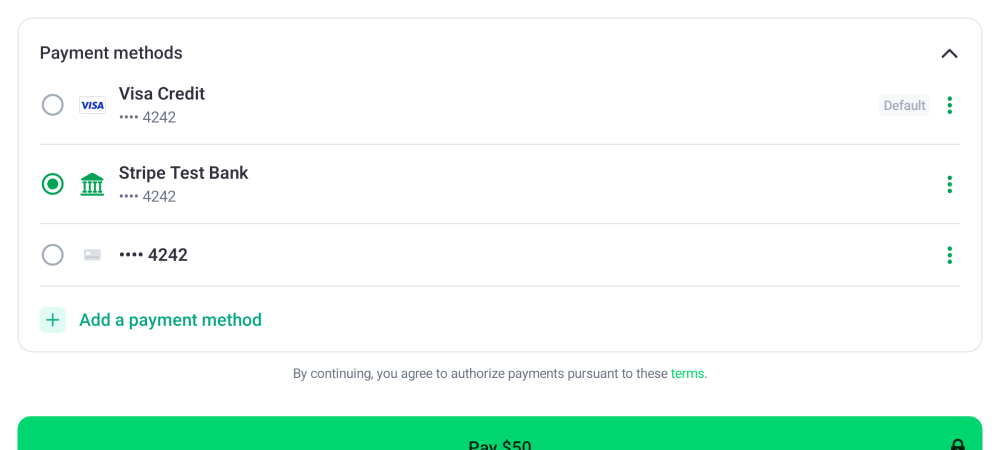 Payment methods
VISA
Visa Credit
•••• 4242
Default
Stripe Test Bank
•••• 4242
•••• 4242
Add a payment method
By continuing, you agree to authorize payments pursuant to these terms.
Pay $50